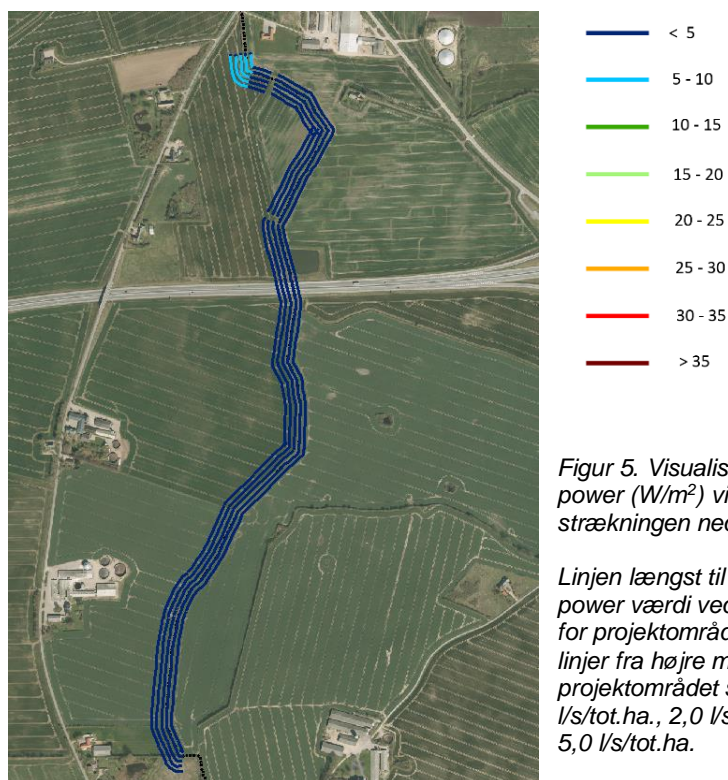 < 5
5 - 10
10 - 15
15 - 20
20 - 25
25 - 30
30 - 35
> 35
Figur 5. Visualis
power (W/m²) vi
strækningen ned
Linjen længst til
power værdi ved
for projektområd
linjer fra højre m
projektområdet s
l/s/tot.ha., 2,0 l/s
5,0 l/s/tot.ha.